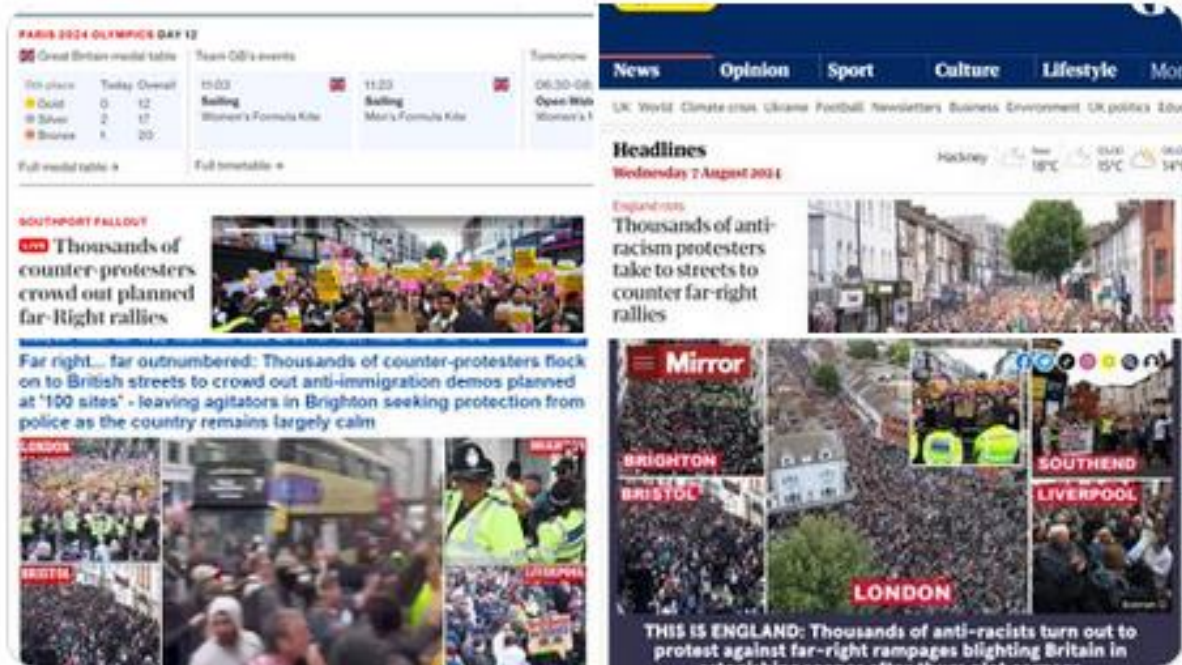 PARIS 2024 OLYMPICS DAY 12
Great Britain medal table
Team GB's events
Tomorrow
Today Overall
Gold 0 12
Silver 2 17
Bronze 1 20
Full medal table →
11:03
Sailing
Women's Formula Kite
11:23
Sailing
Men's Formula Kite
Open
Women's
Full timetable →
SOUTHPORT FALLOUT
LIVE Thousands of
counter-protesters
crowd out planned
far-Right rallies
News Opinion Sport Culture Lifestyle
UK World Climate crisis Ukraine Football Newsletters Business Environment UK politics
Headlines
Wednesday 7 August 2024
Hackney
Now
18°C
15°C
14°
England riots
Thousands of anti-
racism protesters
take to streets to
counter far-right
rallies
Far right... far outnumbered: Thousands of counter-protesters flock
on to British streets to crowd out anti-immigration demos planned
at '100 sites' - leaving agitators in Brighton seeking protection from
police as the country remains largely calm
LONDON
BRISTOL
LIVERPOOL
Mirror
BRIGHTON
SOUTHEND
BRISTOL
LIVERPOOL
LONDON
THIS IS ENGLAND: Thousands of anti-racists turn out to
protest against far-right rampages blighting Britain in